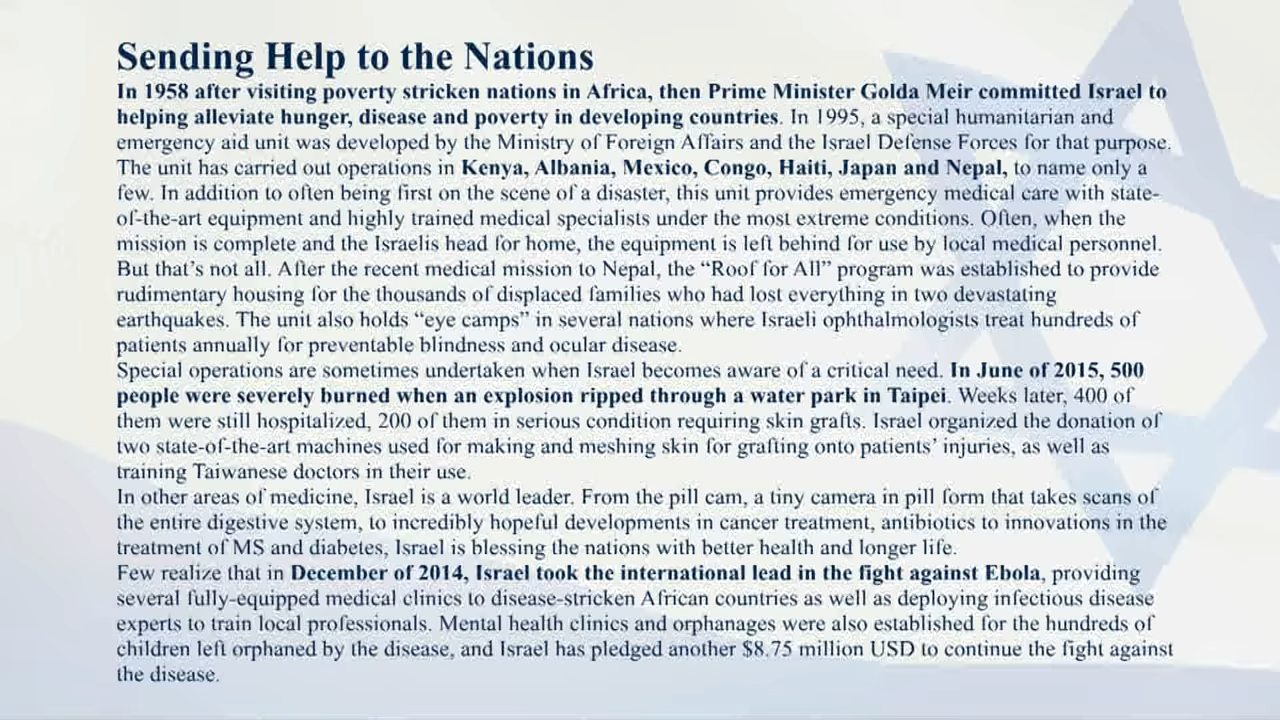 Sending Help to the Nations
In 1958 after visiting poverty stricken nations in Africa, then Prime Minister Golda Meir committed Israel to
helping alleviate hunger, disease and poverty in developing countries. In 1995, a special humanitarian and
emergency aid unit was developed by the Ministry of Foreign Affairs and the Israel Defense Forces for that purpose.
The unit has carried out operations in Kenya, Albania, Mexico, Congo, Haiti, Japan and Nepal, to name only a
few. In addition to often being first on the scene of a disaster, this unit provides emergency medical care with state-
of-the-art equipment and highly trained medical specialists under the most extreme conditions. Often, when the
mission is complete and the Israelis head for home, the equipment is left behind for use by local medical personnel.
But that's not all. After the recent medical mission to Nepal, the “Roof for All” program was established to provide
rudimentary housing for the thousands of displaced families who had lost everything in two devastating
earthquakes. The unit also holds “eye camps” in several nations where Israeli ophthalmologists treat hundreds of
patients annually for preventable blindness and ocular disease.
Special operations are sometimes undertaken when Israel becomes aware of a critical need. In June of 2015, 500
people were severely burned when an explosion ripped through a water park in Taipei. Weeks later, 400 of
them were still hospitalized, 200 of them in serious condition requiring skin grafts. Israel organized the donation of
two state-of-the-art machines used for making and meshing skin for grafting onto patients' injuries, as well as
training Taiwanese doctors in their use.
In other areas of medicine, Israel is a world leader. From the pill cam, a tiny camera in pill form that takes scans of
the entire digestive system, to incredibly hopeful developments in cancer treatment, antibiotics to innovations in the
treatment of MS and diabetes, Israel is blessing the nations with better health and longer life.
Few realize that in December of 2014, Israel took the international lead in the fight against Ebola, providing
several fully-equipped medical clinics to disease-stricken African countries as well as deploying infectious disease
experts to train local professionals. Mental health clinics and orphanages were also established for the hundreds of
children left orphaned by the disease, and Israel has pledged another $8.75 million USD to continue the fight against
the disease.